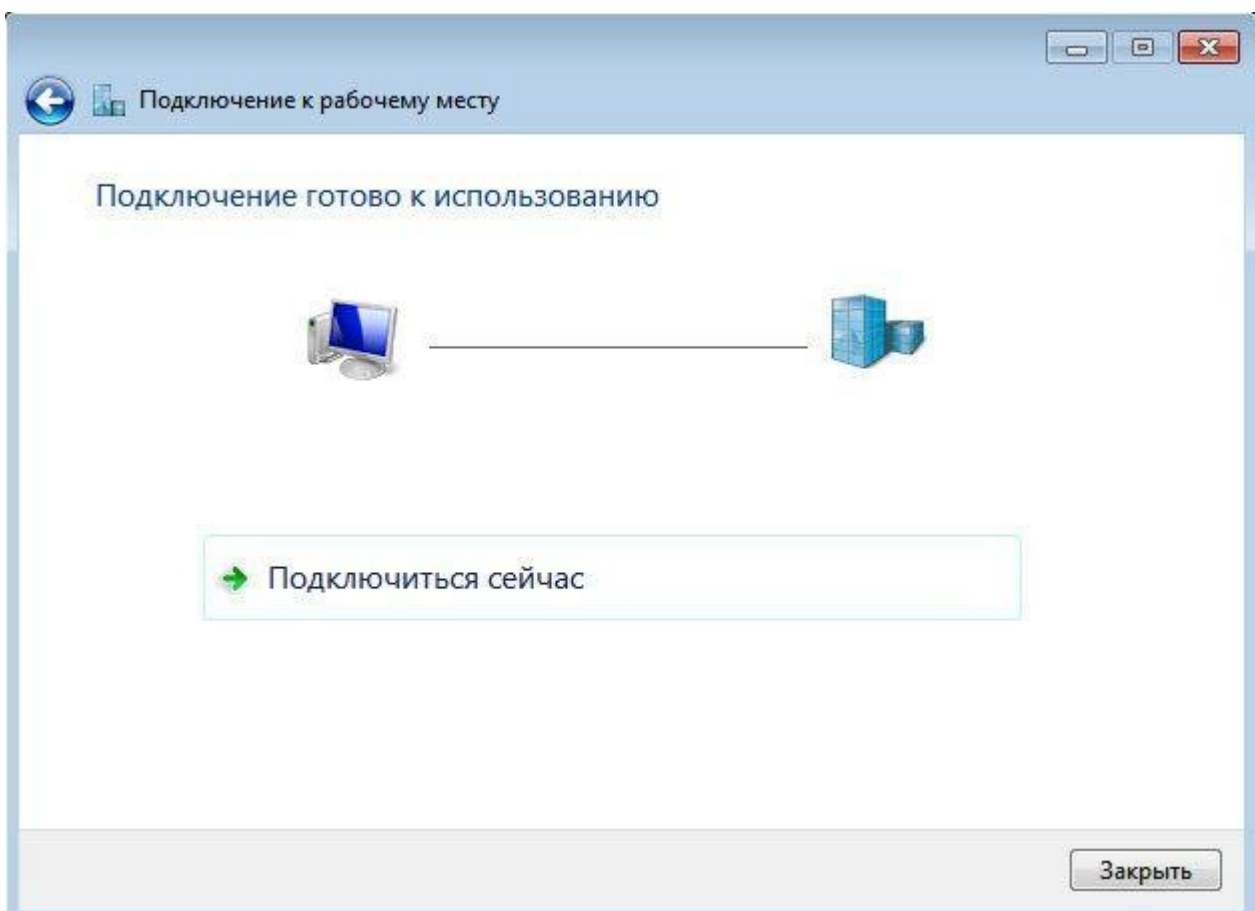 Подключение к рабочему месту
Подключение готово к использованию
Подключиться сейчас
Закрыть